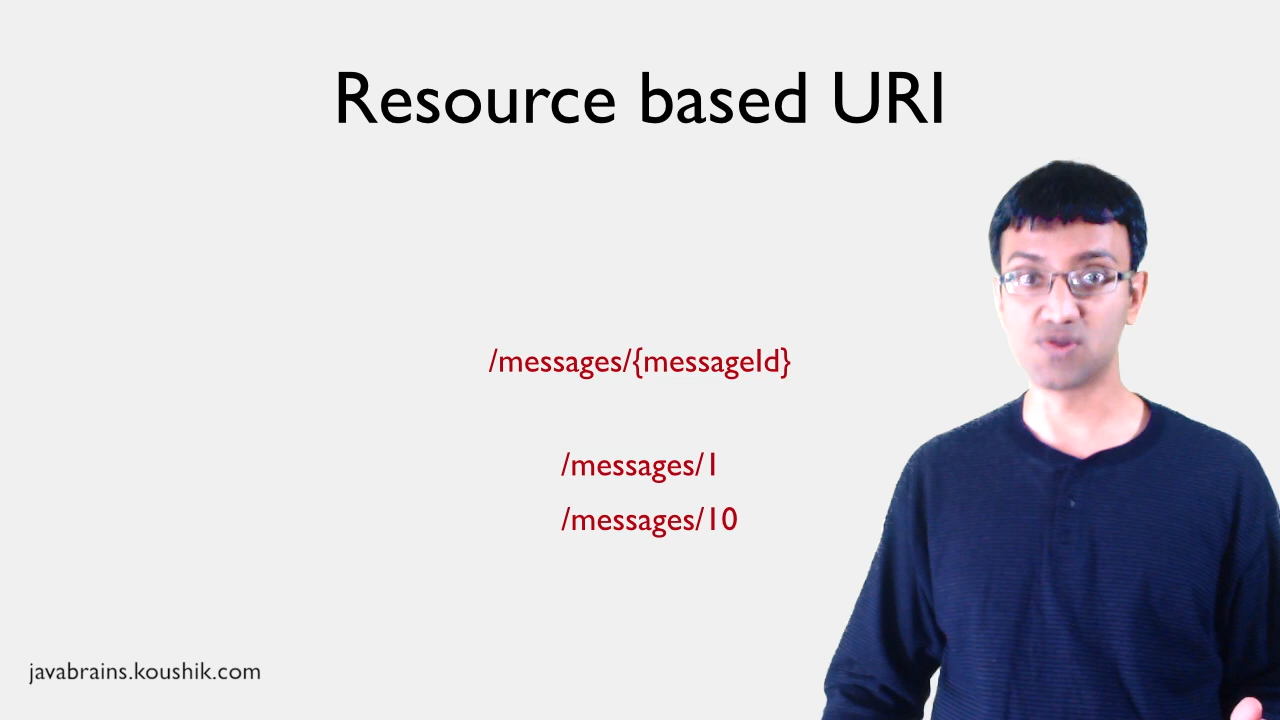 Resource based URI
/messages/{messageId}
/messages/1
/messages/10
javabrains.koushik.com